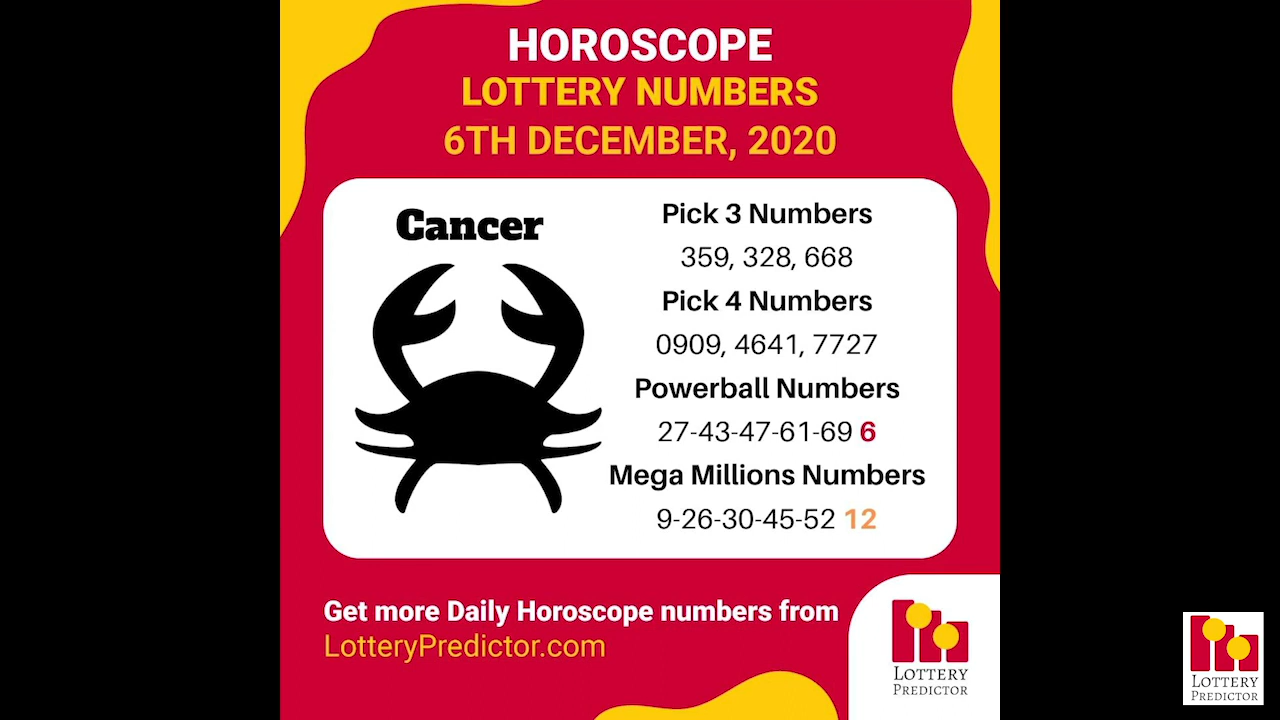 HOROSCOPE
LOTTERY NUMBERS
6TH DECEMBER, 2020
Cancer
Pick 3 Numbers
359, 328, 668
Pick 4 Numbers
0909, 4641, 7727
Powerball Numbers
27-43-47-61-69 6
Mega Millions Numbers
9-26-30-45-52 12
Get more Daily Horoscope numbers from
LotteryPredictor.com
LOTTERY
PREDICTOR
LOTTERY
PREDICTOR